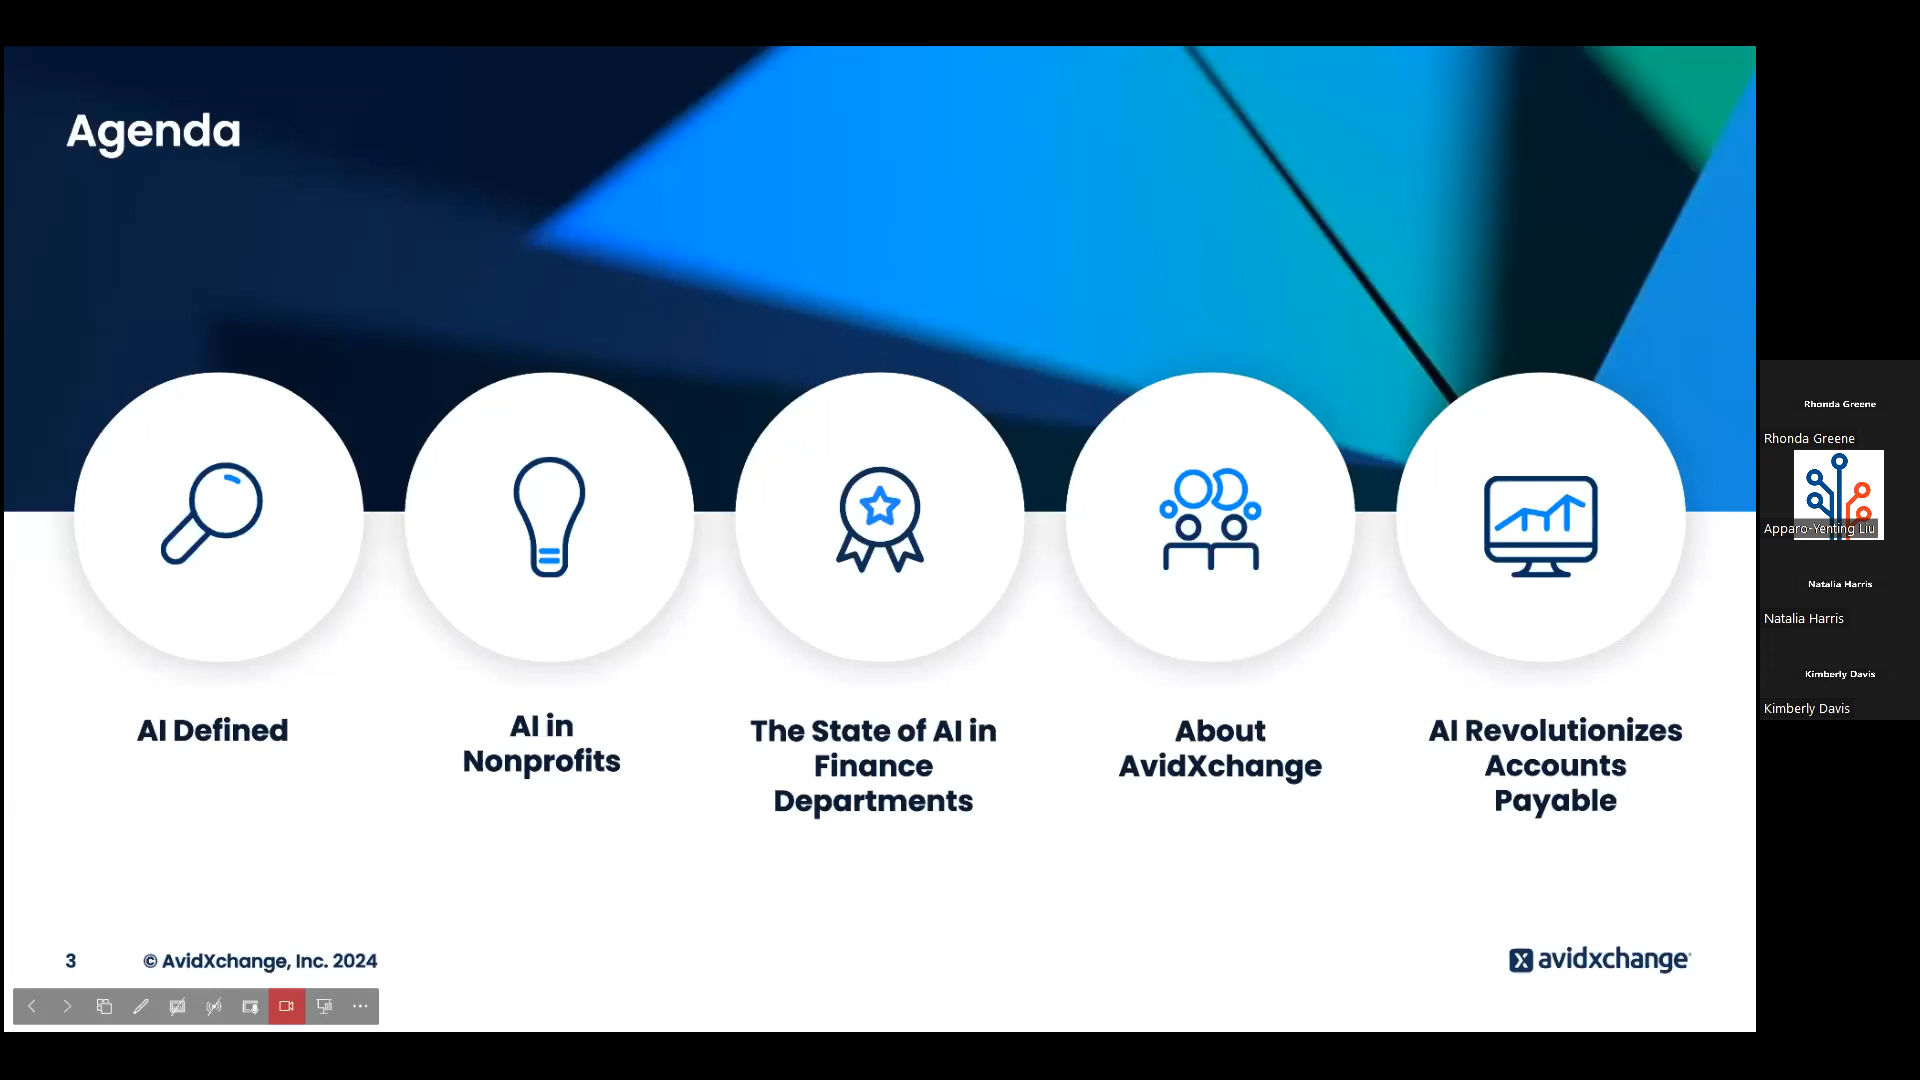 Agenda
AI Defined
AI in
Nonprofits
The State of AI in
Finance
Departments
About
AvidXchange
AI Revolutionizes
Accounts
Payable
3
© AvidXchange, Inc. 2024
avidxchange
Rhonda Greene
Rhonda Greene
Apparo-Yenting Liu
Natalia Harris
Natalia Harris
Kimberly Davis
Kimberly Davis